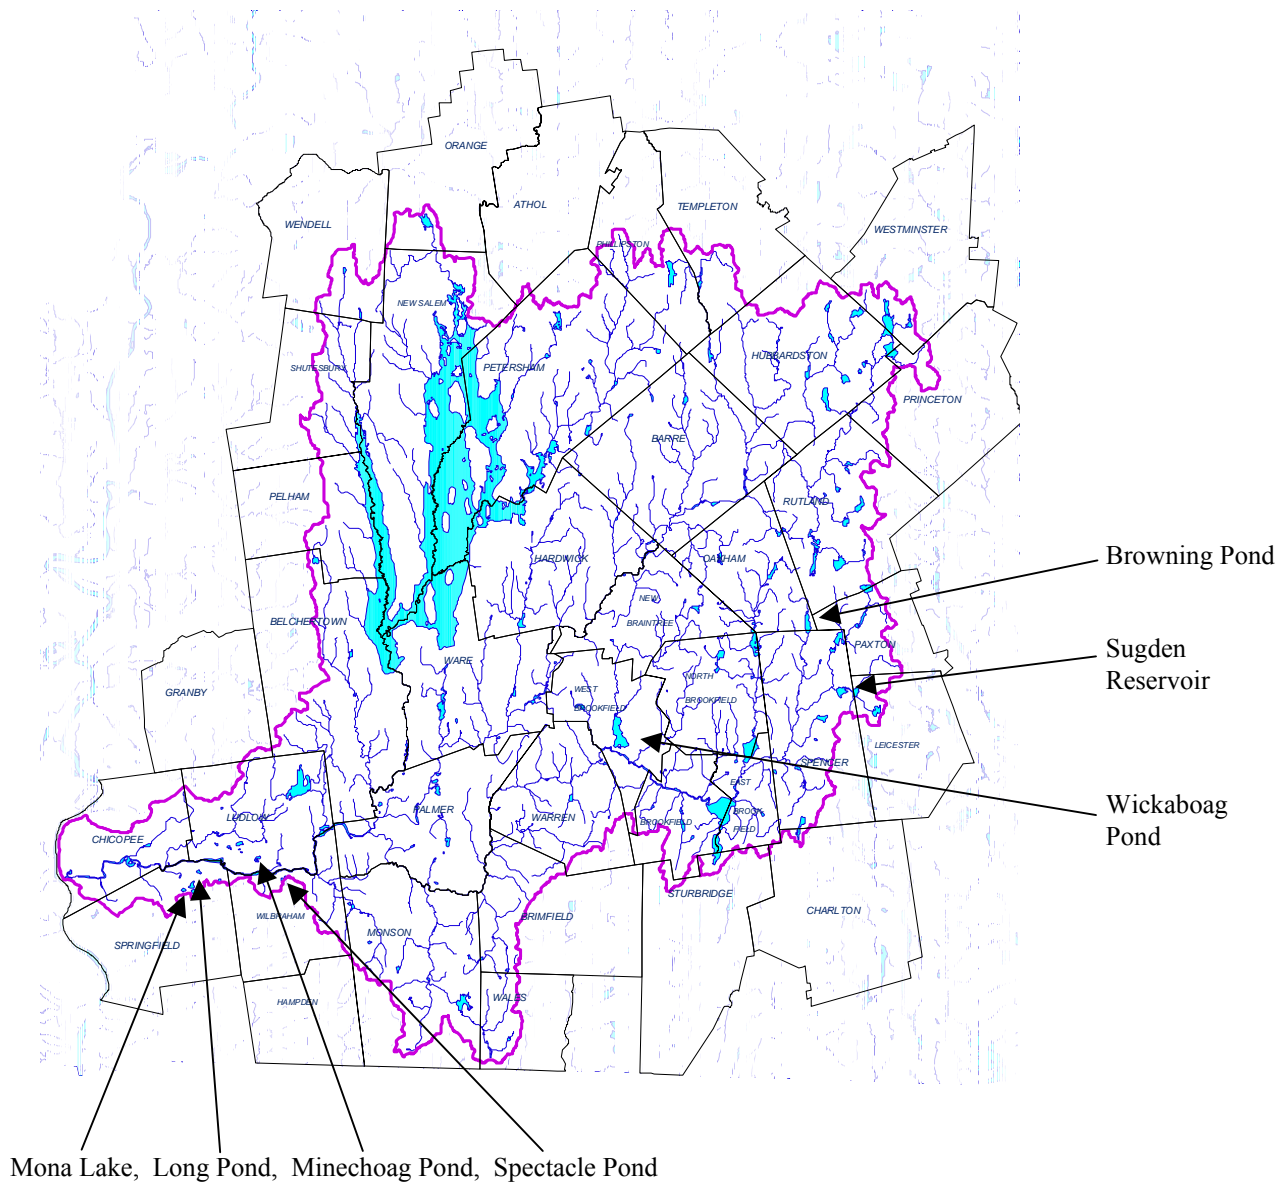 ORANGE
ATHOL
TEMPLETON
WENDELL
WESTMINSTER
PHILLIPSTON
NEW SALEM
HUBBARDSTON
SHUTESBURY
PETERSHAM
PRINCETON
BARRE
PELHAM
RUTLAND
HARDWICK
OAKHAM
Browning Pond
NEW
BRAINTREE
BELCHERTOWN
PAXTON
WARE
Sugden
Reservoir
GRANBY
WEST
BROOKFIELD
NORTH
BROOKFIELD
LEICESTER
SPENCER
EAST
BROOK
FIELD
Wickaboag
Pond
PALMER
LUDLOW
WARREN
BROOKFIELD
CHICOPEE
STURBRIDGE
CHARLTON
WILBRAHAM
BRIMFIELD
SPRINGFIELD
MONSON
HAMPDEN
WALES
Mona Lake, Long Pond, Minechoag Pond, Spectacle Pond